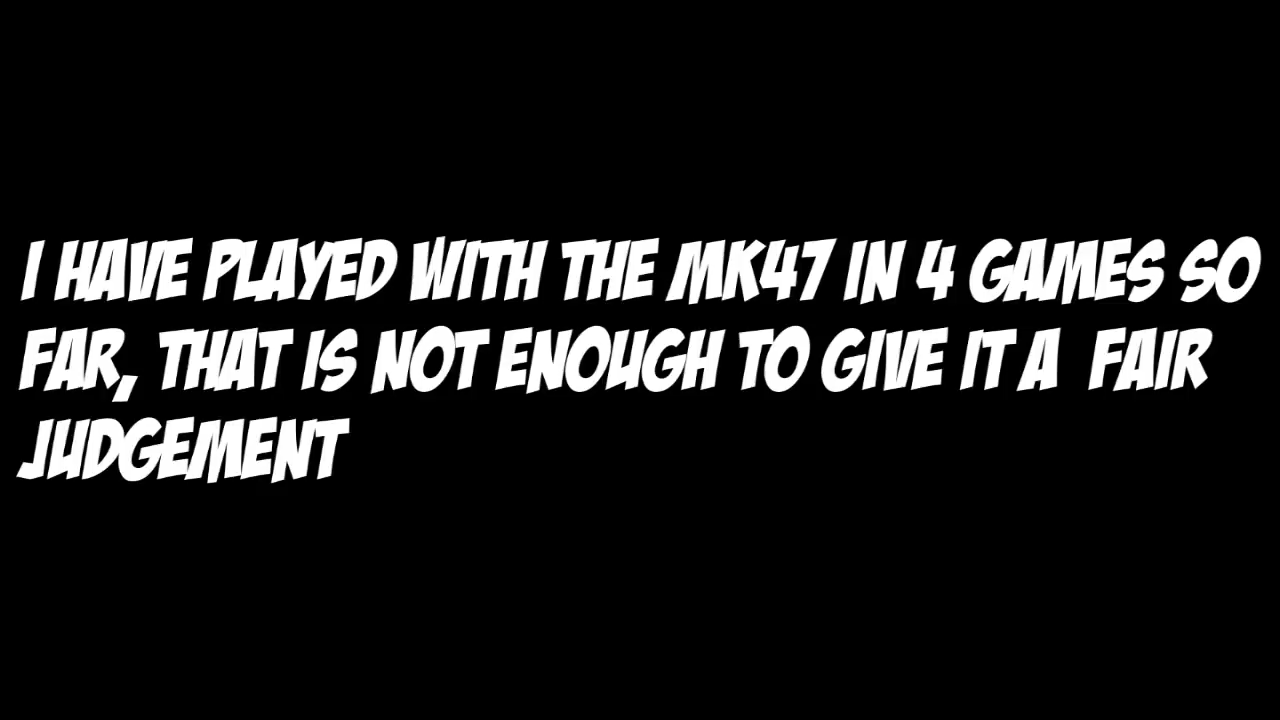 I HAVE PLAYED WITH THE MK47 IN 4 GAMES SO
FAR, THAT IS NOT ENOUGH TO GIVE IT A  FAIR
JUDGEMENT